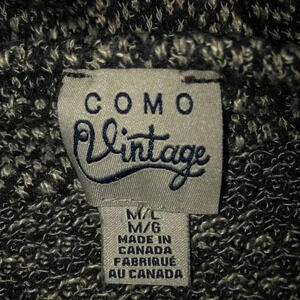 COMO
Vintage
M/L
M/G
MADE IN
CANADA
FABRIQUÉ
AU CANADA